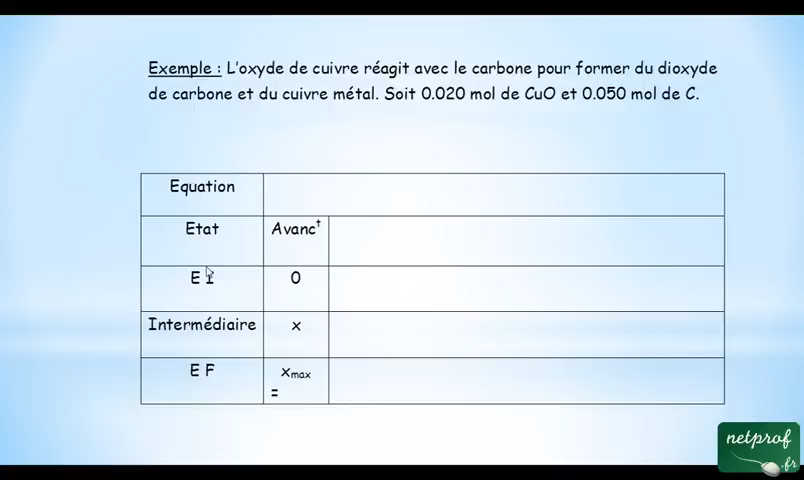 Exemple : L'oxyde de cuivre réagit avec le carbone pour former du dioxyde
de carbone et du cuivre métal. Soit 0.020 mol de CuO et 0.050 mol de C.
Equation
Etat Avancᵗ
E I 0
Intermédiaire x
E F xmax
=
netprof
.fr